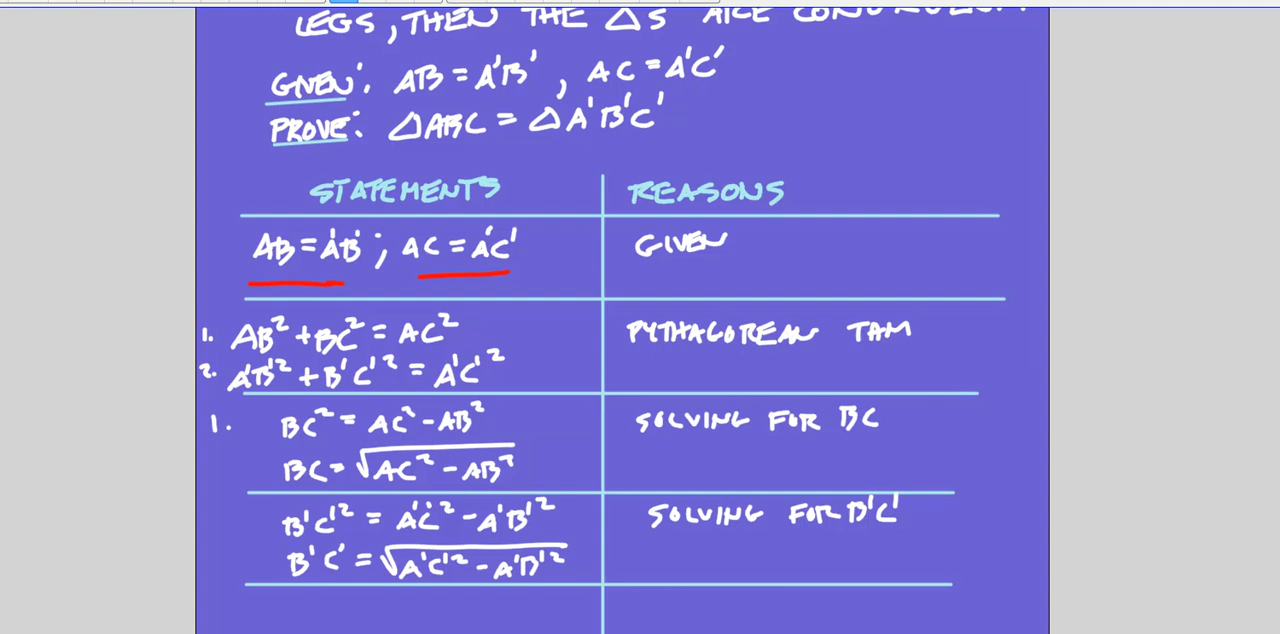 LEGS, THEN THE △S ARE
GIVEN: AB = A'B' , AC = A'C'
PROVE: △ABC = △A'B'C'
STATEMENTS REASONS
AB = A'B' ; AC = A'C' GIVEN
1. AB² + BC² = AC² PYTHAGOREAN
2. A'B'² + B'C'² = A'C'²
1. BC² = AC² - AB² SOLVING FOR BC
BC = √AC² - AB²
B'C'² = A'C'² - A'B'² SOLVING FOR B'C'
B'C' = √A'C'² - A'B'²